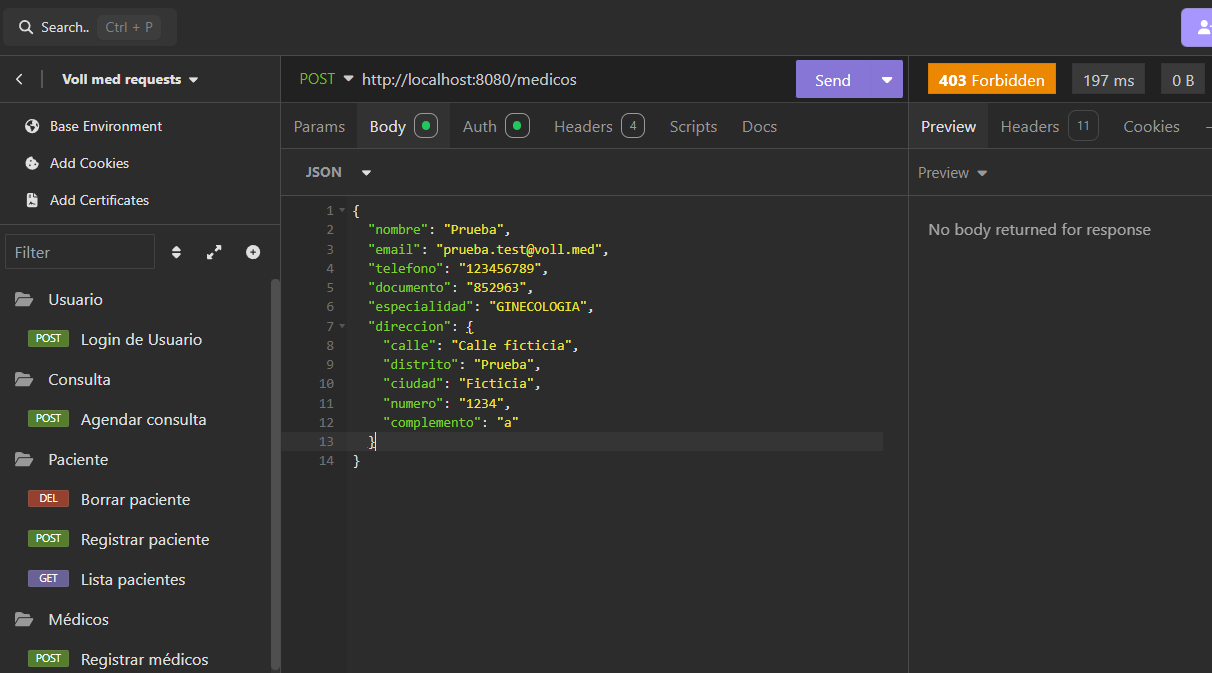 Search.. Ctrl + P
Voll med requests
Base Environment
Add Cookies
Add Certificates
Filter
Usuario
POST Login de Usuario
Consulta
POST Agendar consulta
Paciente
DEL Borrar paciente
POST Registrar paciente
GET Lista pacientes
Médicos
POST Registrar médicos
POST http://localhost:8080/medicos Send
Params Body Auth Headers 4 Scripts Docs
JSON
1 {
2 "nombre": "Prueba",
3 "email": "prueba.test@voll.med",
4 "telefono": "123456789",
5 "documento": "852963",
6 "especialidad": "GINECOLOGIA",
7 "direccion": {
8 "calle": "Calle ficticia",
9 "distrito": "Prueba",
10 "ciudad": "Ficticia",
11 "numero": "1234",
12 "complemento": "a"
13 }
14 }
403 Forbidden 197 ms 0 B
Preview Headers 11 Cookies
Preview
No body returned for response